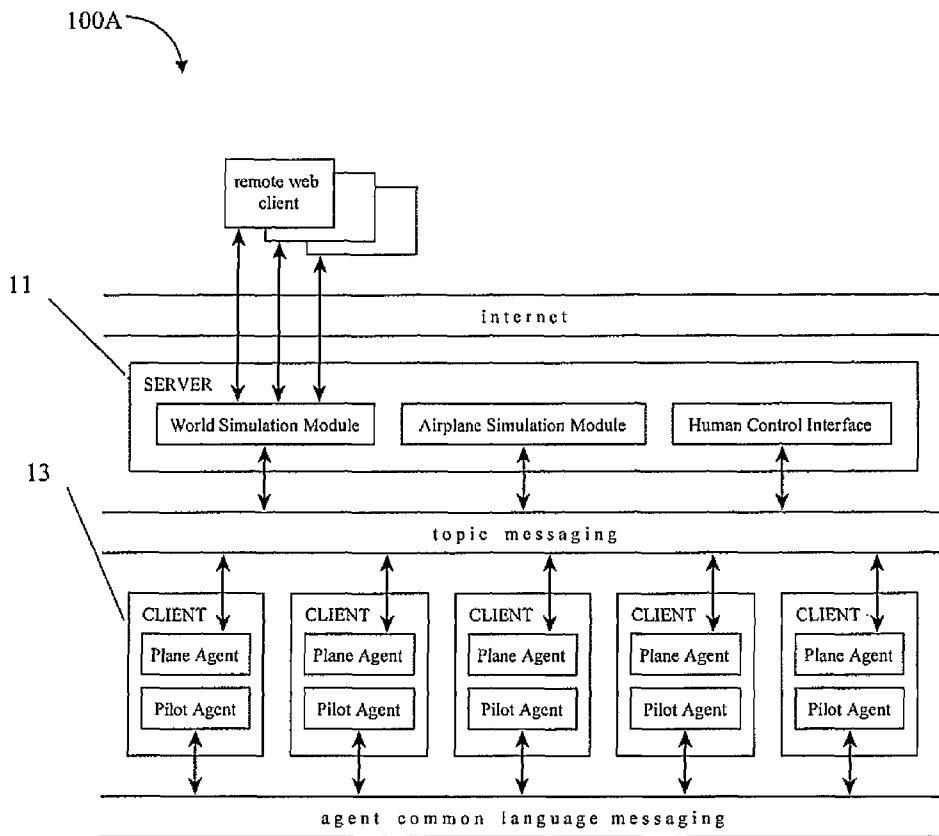 100A
remote web
client
11
internet
SERVER
World Simulation Module
Airplane Simulation Module
Human Control Interface
13
topic messaging
CLIENT
CLIENT
CLIENT
CLIENT
CLIENT
Plane Agent
Plane Agent
Plane Agent
Plane Agent
Plane Agent
Pilot Agent
Pilot Agent
Pilot Agent
Pilot Agent
Pilot Agent
agent common language messaging